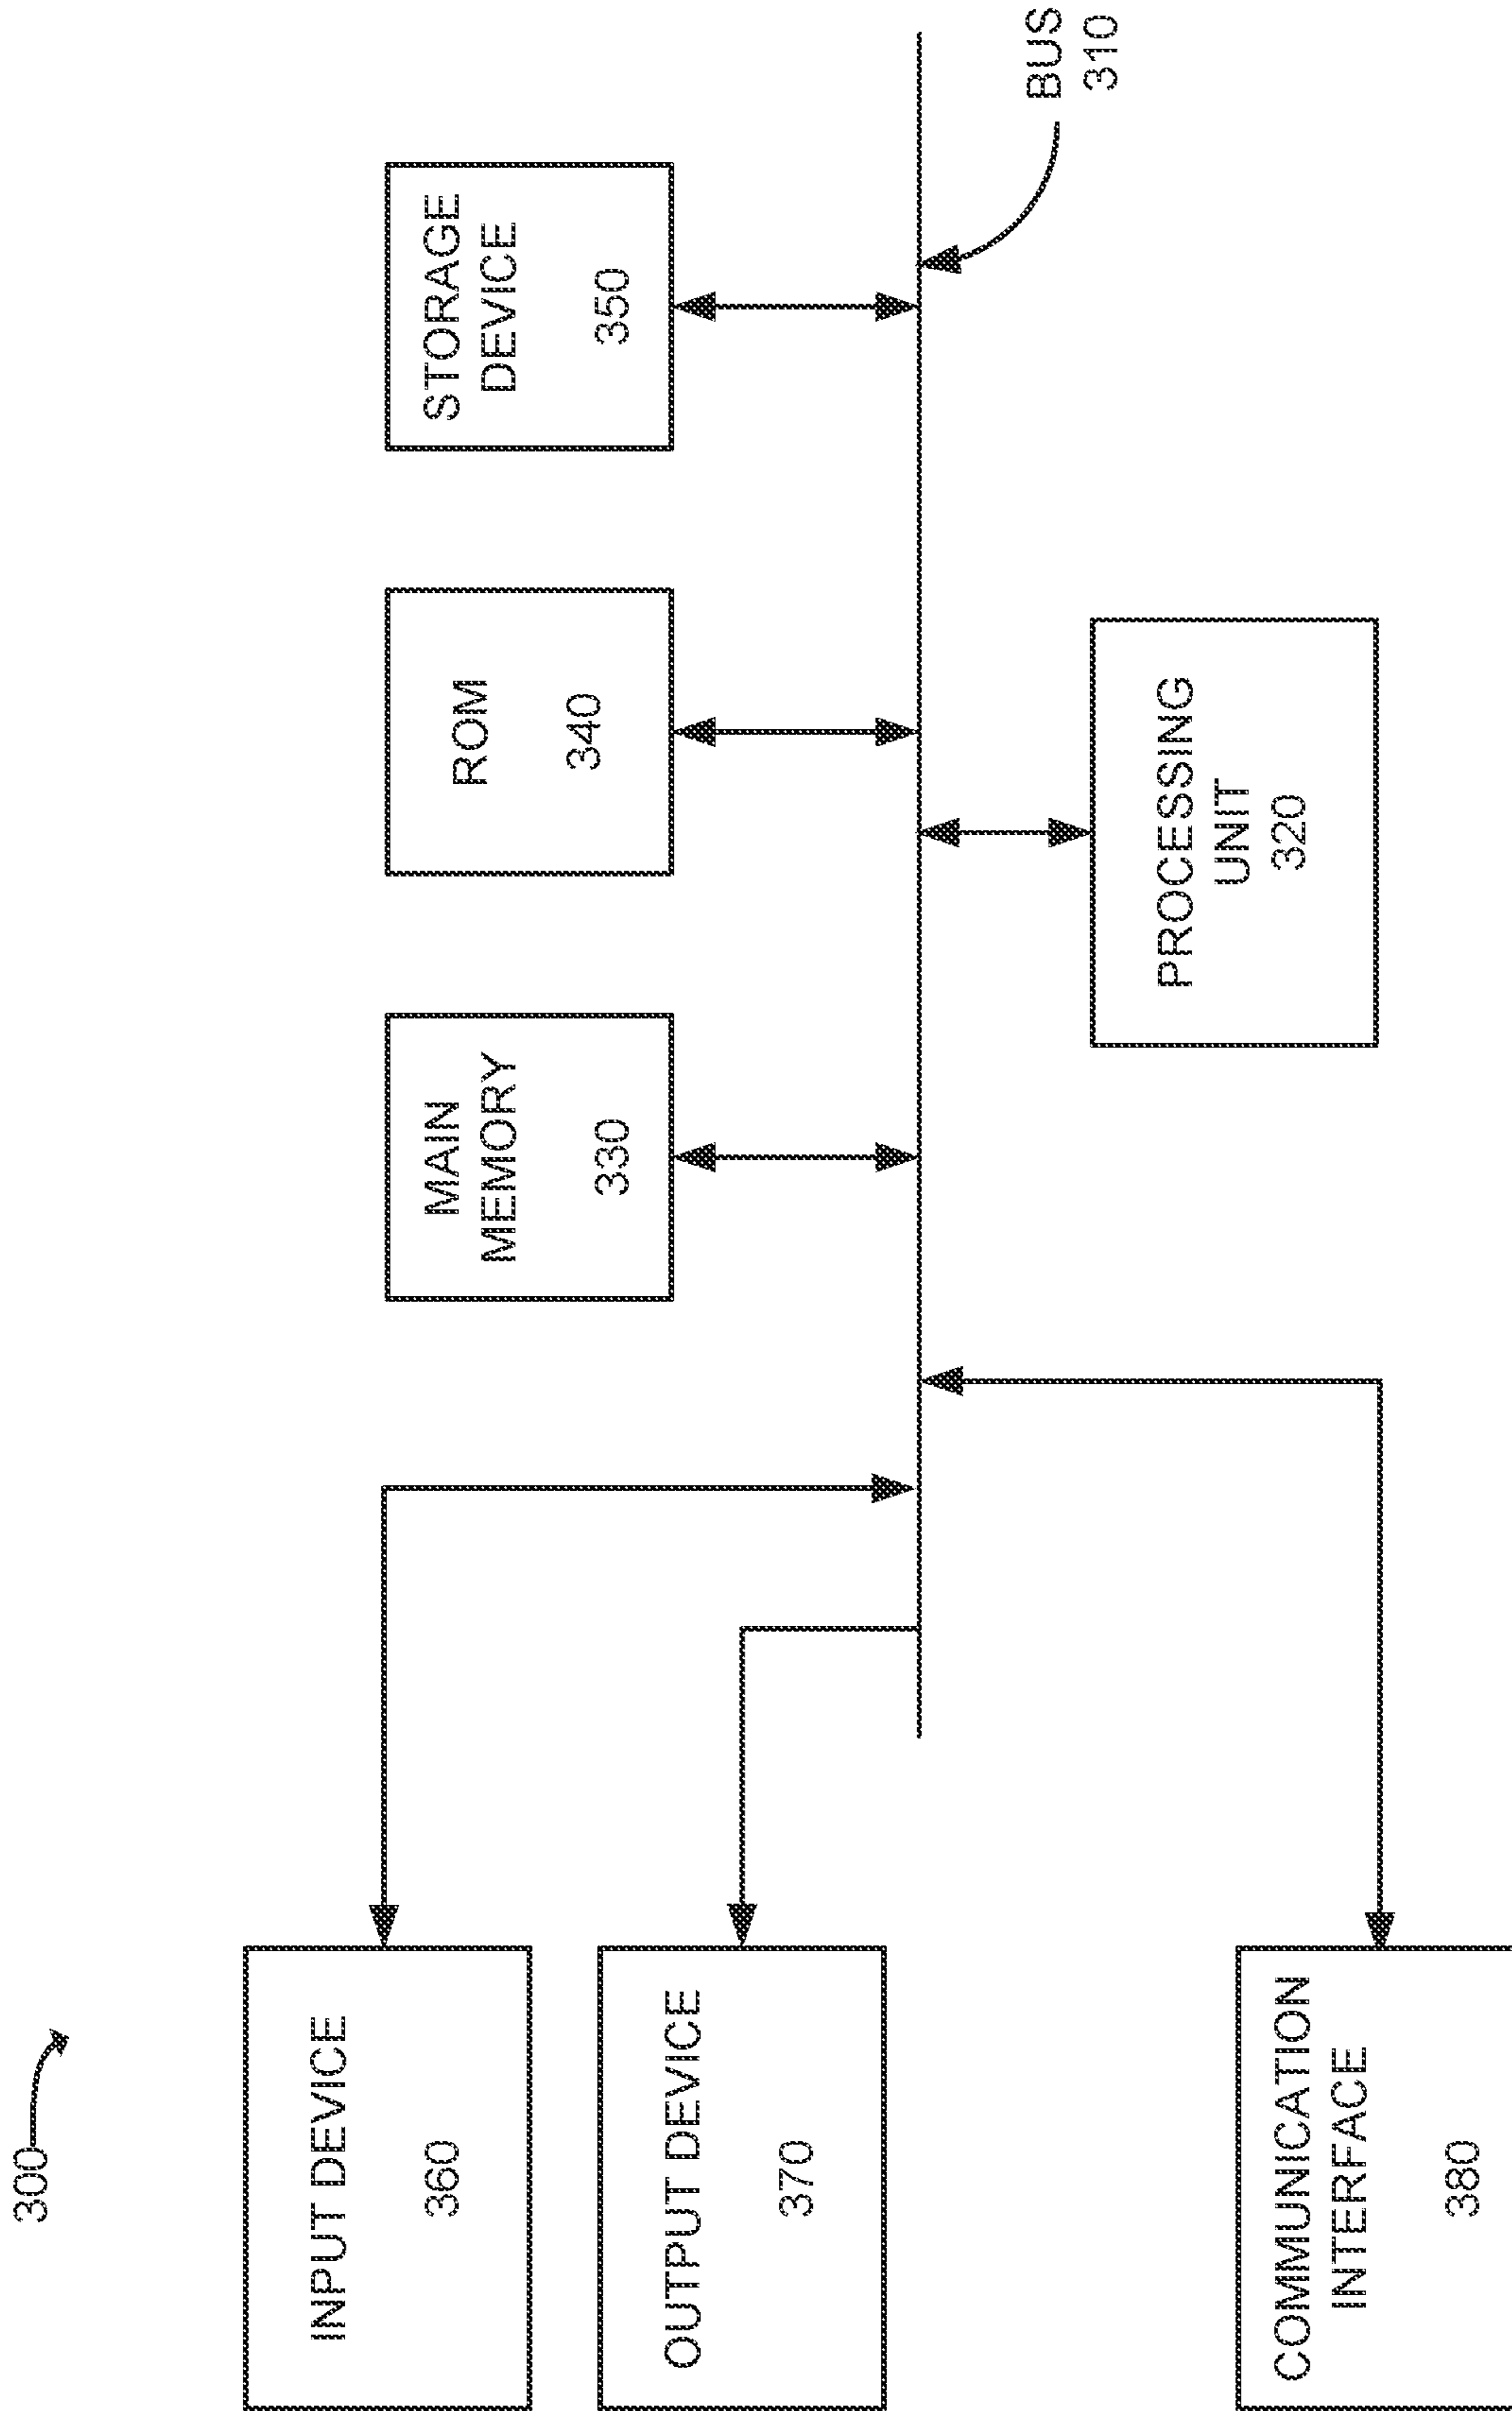 300
INPUT DEVICE
360
OUTPUT DEVICE
370
COMMUNICATION
INTERFACE
380
MAIN
MEMORY
330
ROM
340
STORAGE
DEVICE
350
PROCESSING
UNIT
320
BUS
310